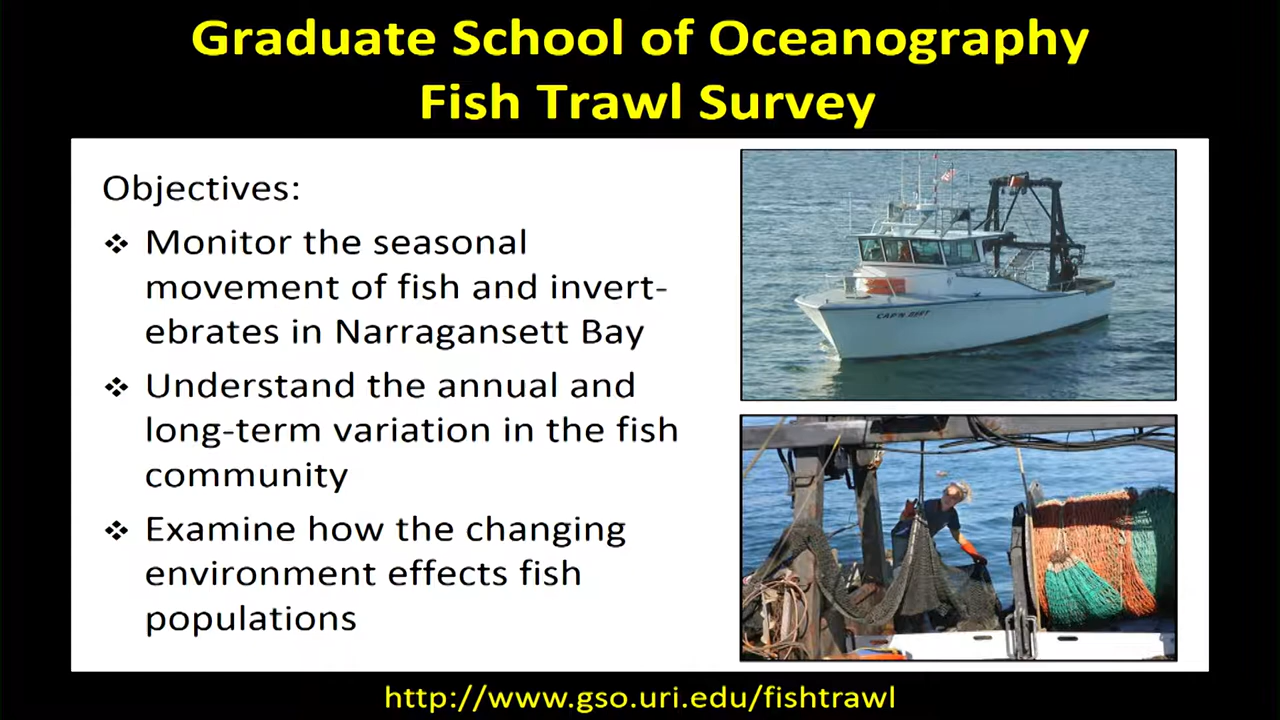 Graduate School of Oceanography
Fish Trawl Survey
Objectives:
❖ Monitor the seasonal
movement of fish and invert-
ebrates in Narragansett Bay
❖ Understand the annual and
long-term variation in the fish
community
❖ Examine how the changing
environment effects fish
populations
CAP'N BERT
http://www.gso.uri.edu/fishtrawl